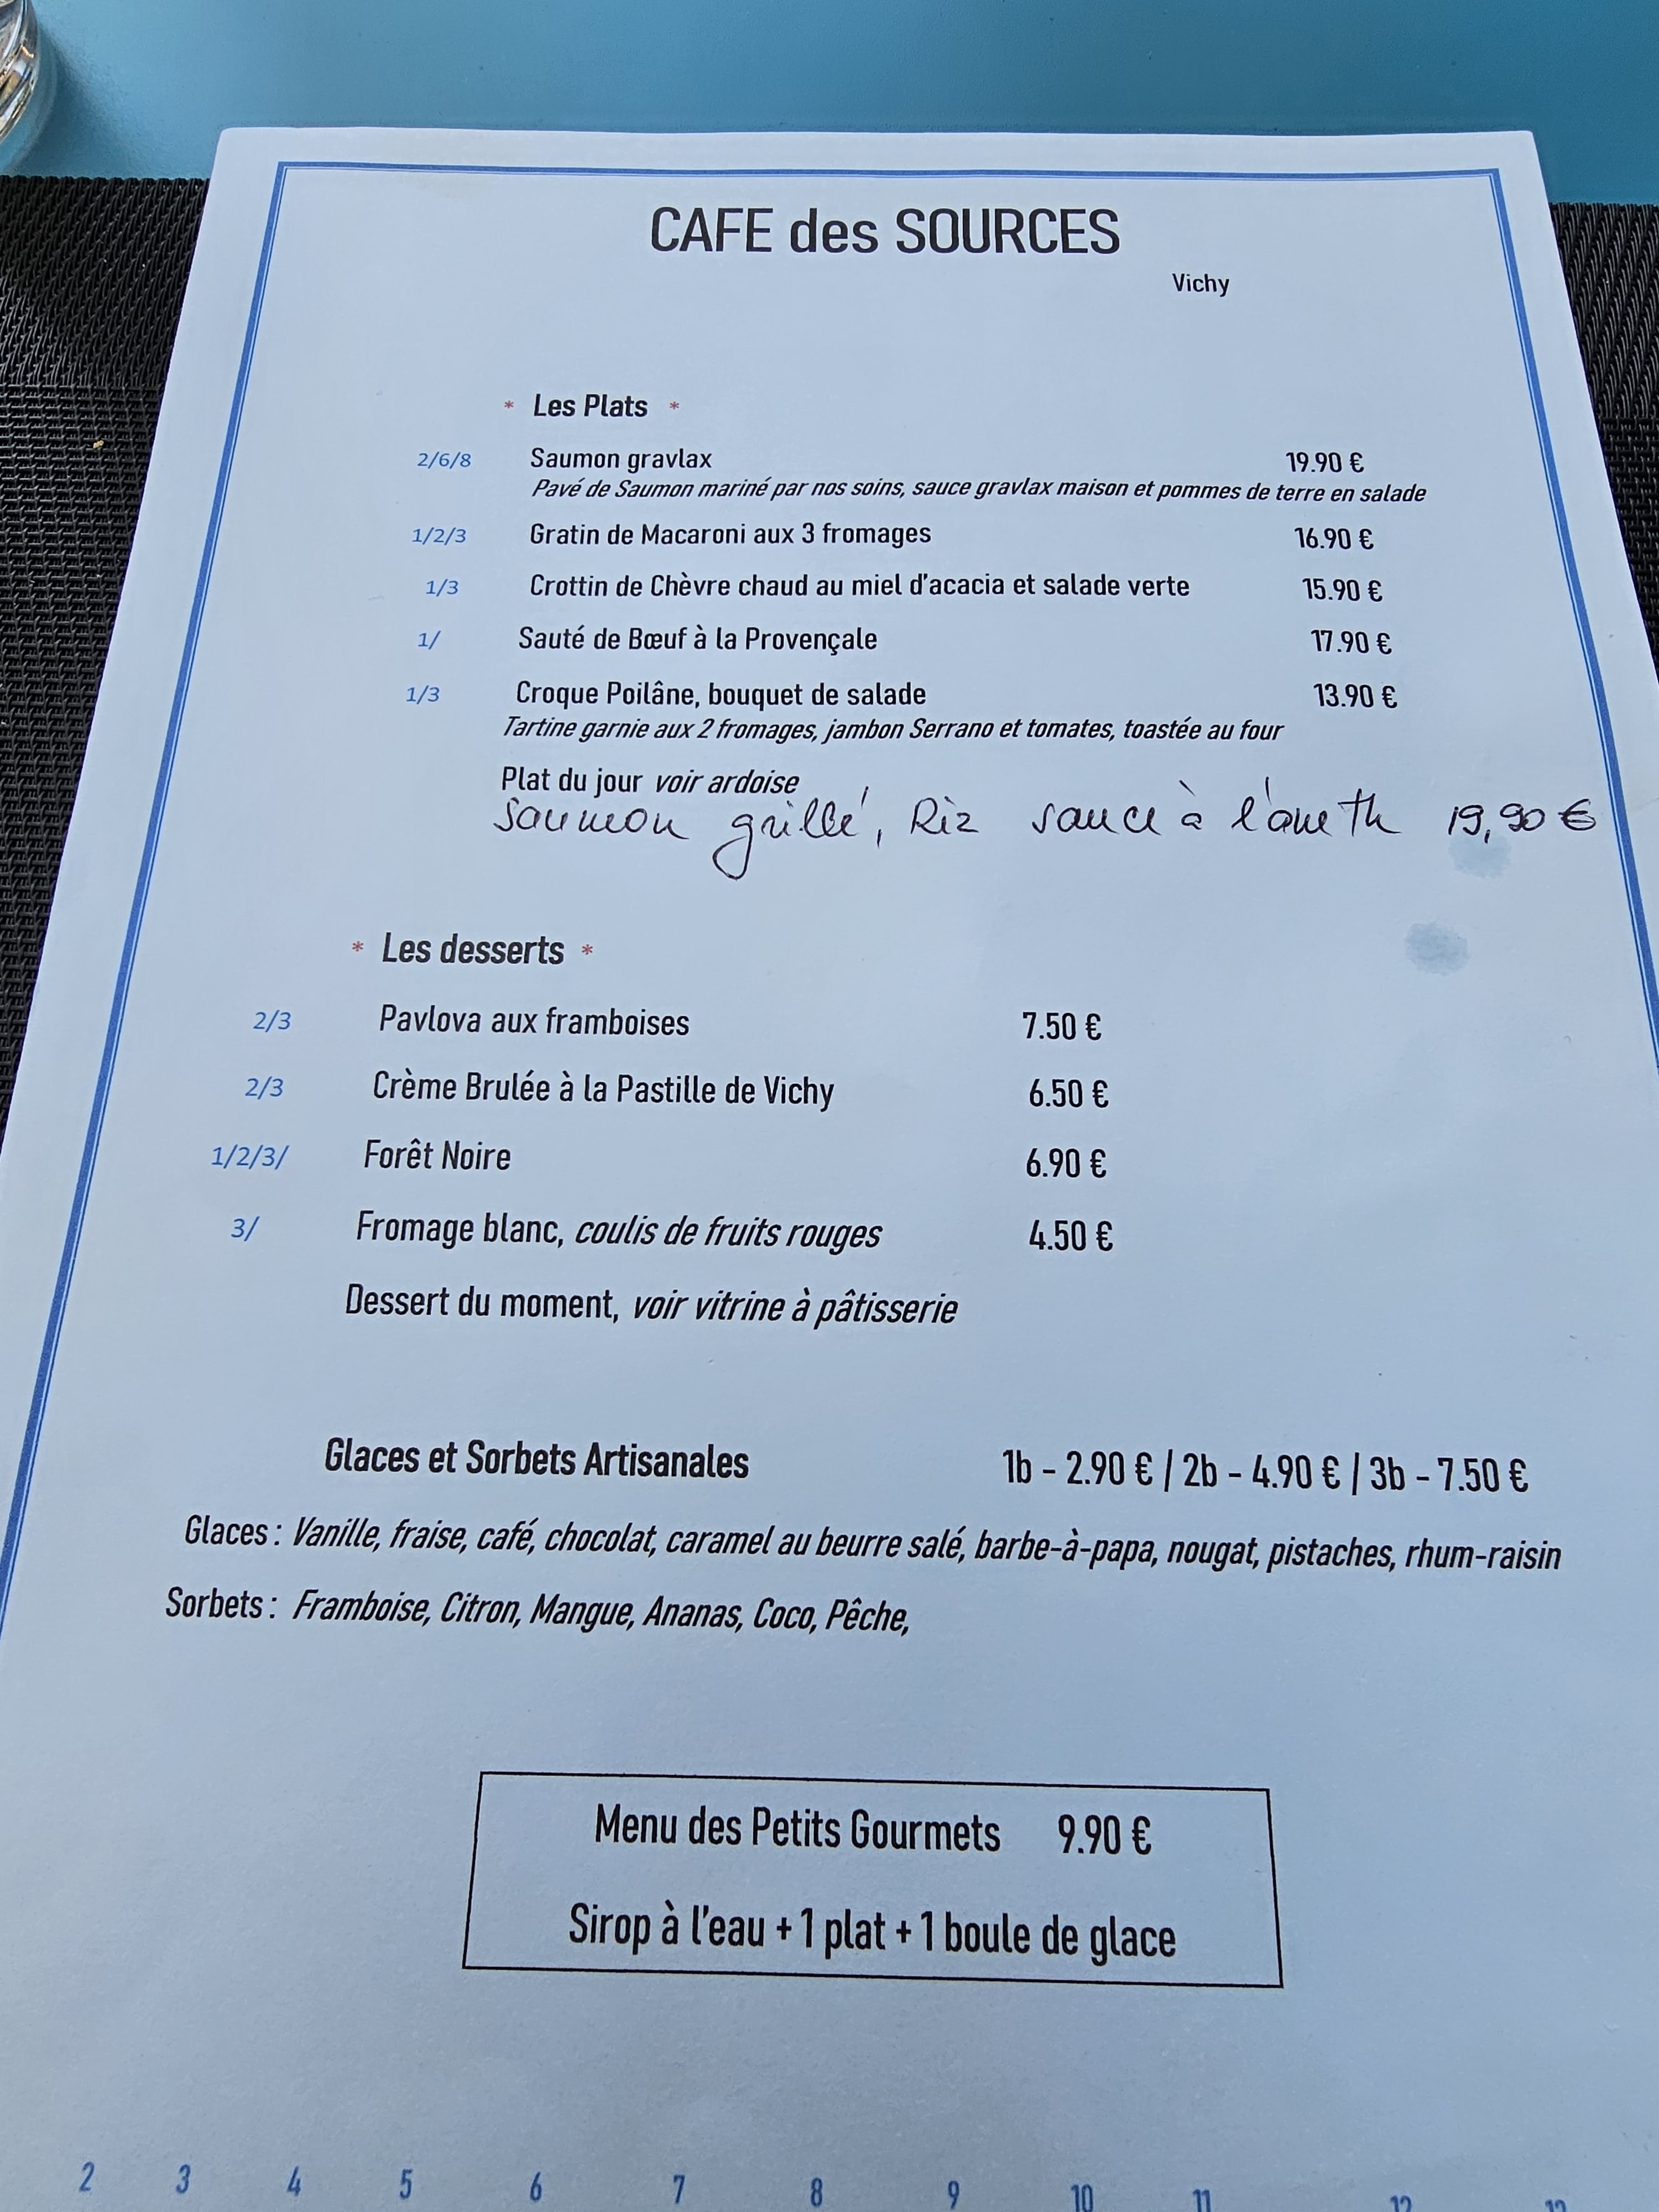 CAFE des SOURCES
Vichy
* Les Plats *
2/6/8 Saumon gravlax 19.90 €
Pavé de Saumon mariné par nos soins, sauce gravlax maison et pommes de terre en salade
1/2/3 Gratin de Macaroni aux 3 fromages 16.90 €
1/3 Crottin de Chèvre chaud au miel d'acacia et salade verte 15.90 €
1/ Sauté de Bœuf à la Provençale 17.90 €
1/3 Croque Poilâne, bouquet de salade 13.90 €
Tartine garnie aux 2 fromages, jambon Serrano et tomates, toastée au four
Plat du jour voir ardoise
Saumon grillé, Riz sauce à l'aneth 19,90 €
* Les desserts *
2/3 Pavlova aux framboises 7.50 €
2/3 Crème Brulée à la Pastille de Vichy 6.50 €
1/2/3/ Forêt Noire 6.90 €
3/ Fromage blanc, coulis de fruits rouges 4.50 €
Dessert du moment, voir vitrine à pâtisserie
Glaces et Sorbets Artisanales 1b - 2.90 € | 2b - 4.90 € | 3b - 7.50 €
Glaces : Vanille, fraise, café, chocolat, caramel au beurre salé, barbe-à-papa, nougat, pistaches, rhum-raisin
Sorbets : Framboise, Citron, Mangue, Ananas, Coco, Pêche,
Menu des Petits Gourmets 9.90 €
Sirop à l'eau + 1 plat + 1 boule de glace
2 3 4 5 6 7 8 9 10 11 12 13